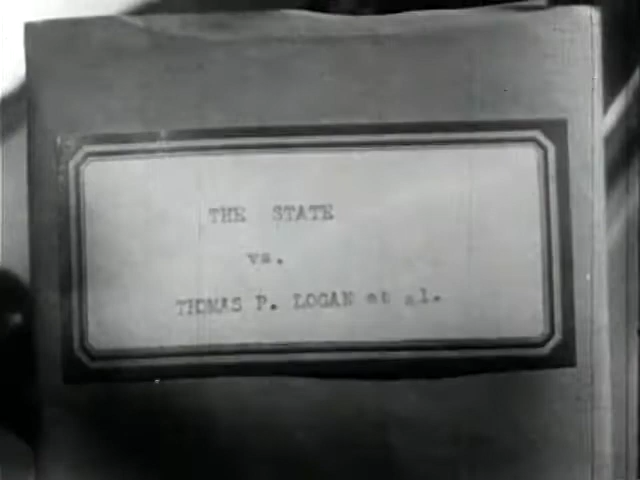 THE STATE
vs.
THOMAS P. LOGAN et al.